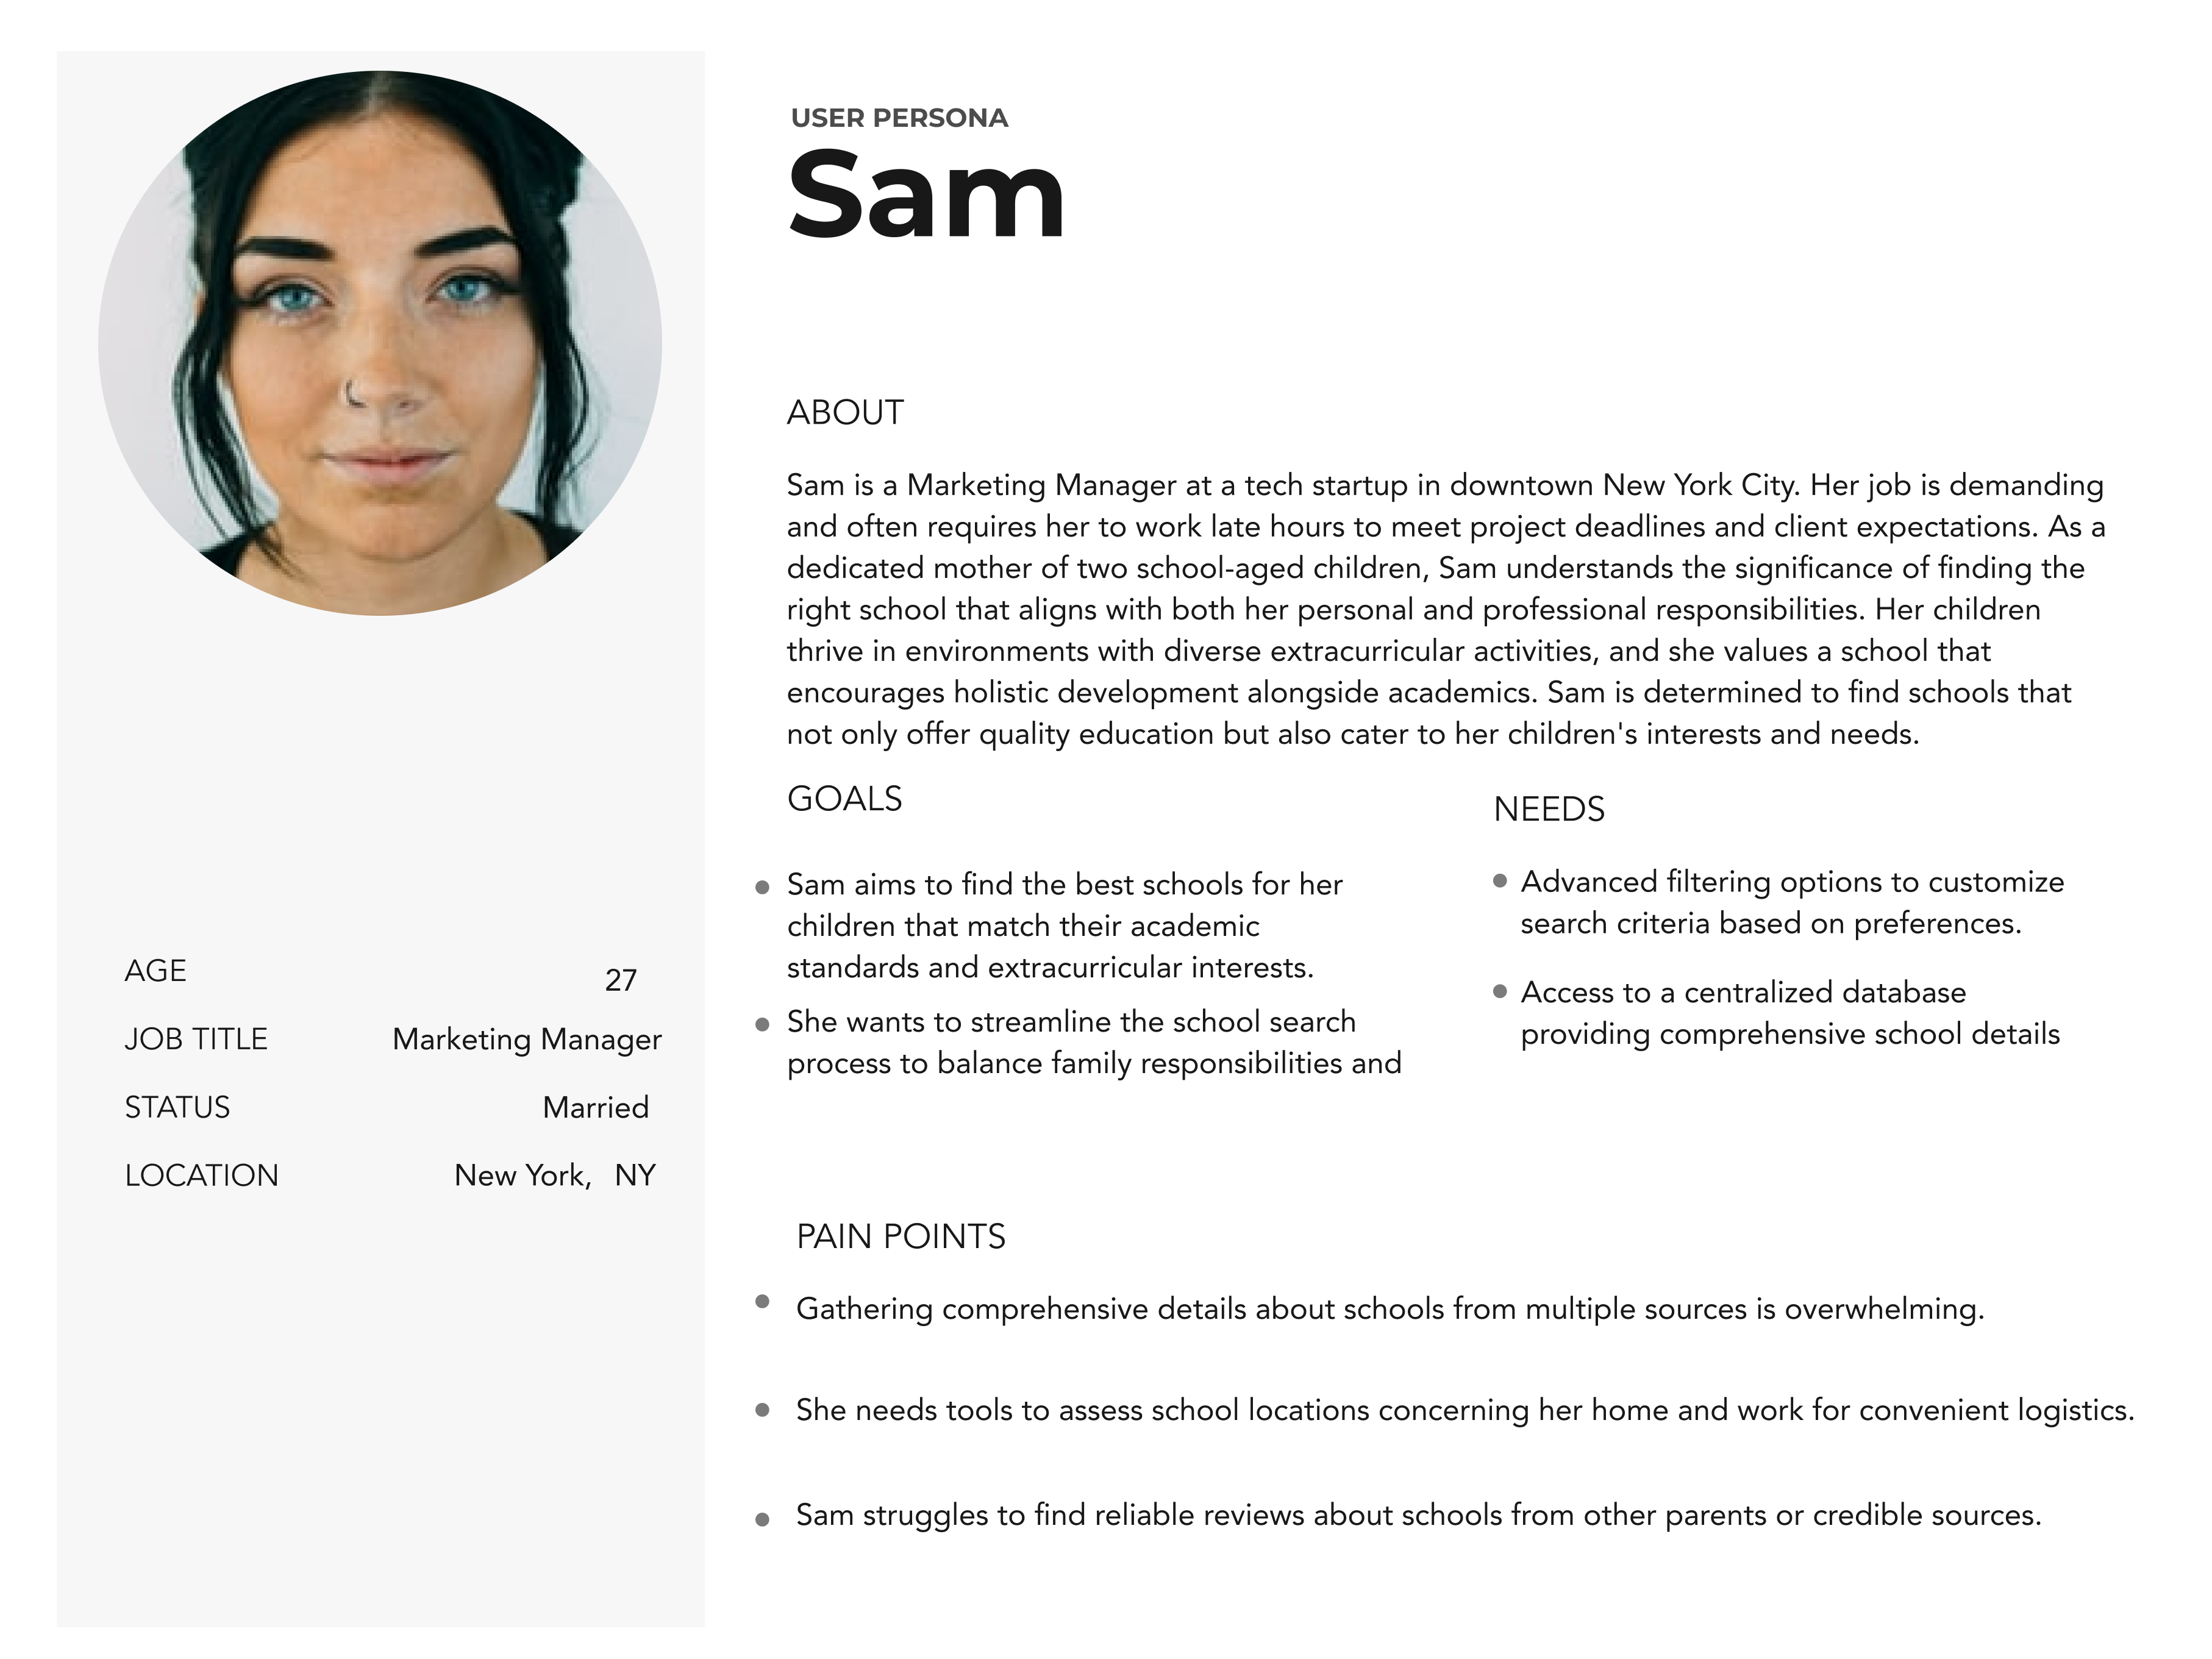 USER PERSONA
Sam
ABOUT
Sam is a Marketing Manager at a tech startup in downtown New York City. Her job is demanding
and often requires her to work late hours to meet project deadlines and client expectations. As a
dedicated mother of two school-aged children, Sam understands the significance of finding the
right school that aligns with both her personal and professional responsibilities. Her children
thrive in environments with diverse extracurricular activities, and she values a school that
encourages holistic development alongside academics. Sam is determined to find schools that
not only offer quality education but also cater to her children's interests and needs.
GOALS
Sam aims to find the best schools for her
children that match their academic
standards and extracurricular interests.
She wants to streamline the school search
process to balance family responsibilities and
NEEDS
Advanced filtering options to customize
search criteria based on preferences.
Access to a centralized database
providing comprehensive school details
AGE 27
JOB TITLE Marketing Manager
STATUS Married
LOCATION New York, NY
PAIN POINTS
Gathering comprehensive details about schools from multiple sources is overwhelming.
She needs tools to assess school locations concerning her home and work for convenient logistics.
Sam struggles to find reliable reviews about schools from other parents or credible sources.